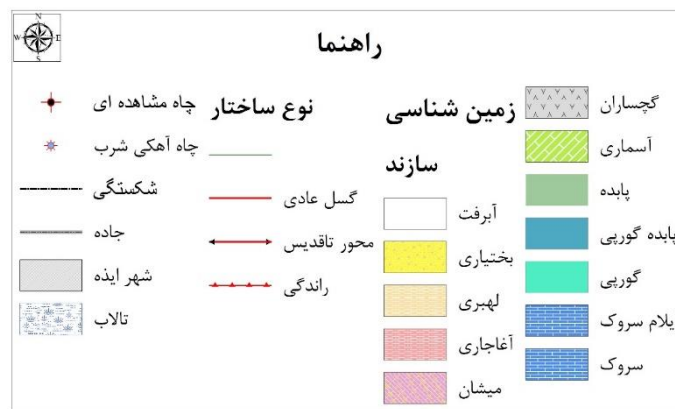 N
W E
S
راهنما
گچساران
آسماری
پابده
پابده گورپی
گورپی
یلام سروک
سروک
زمین شناسی
سازند
آبرفت
بختیاری
لهبری
آغاجاری
میشان
نوع ساختار
گسل عادی
محور تاقدیس
راندگی
چاه مشاهده ای
چاه آهکی شرب
شکستگی
جاده
شهر ایذه
تالاب